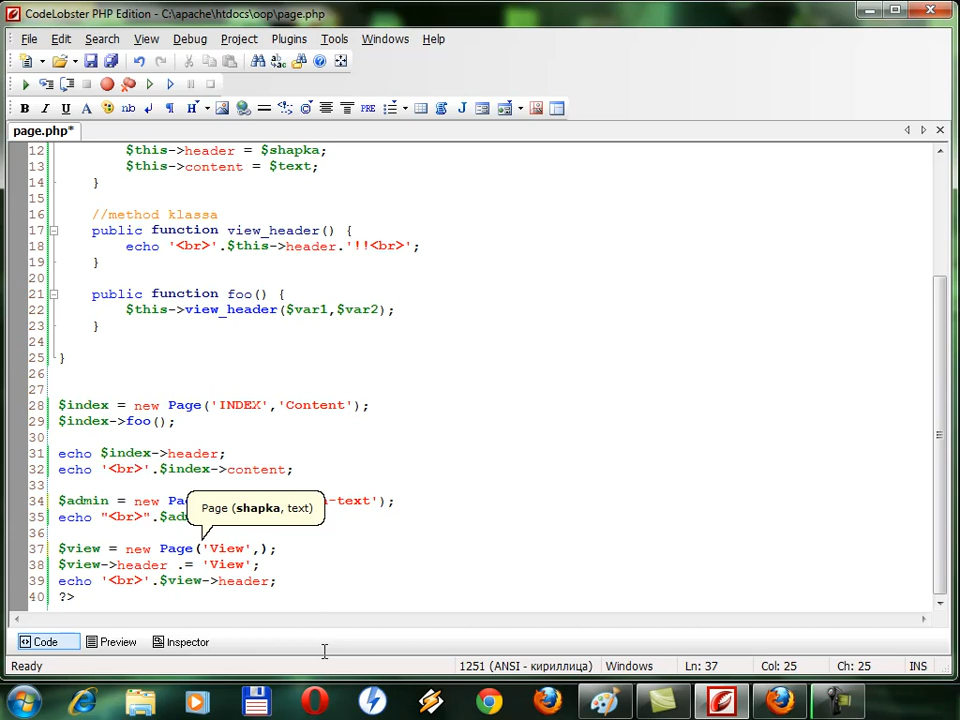 CodeLobster PHP Edition - C:\apache\htdocs\oop\page.php
File Edit Search View Debug Project Plugins Tools Windows Help
B I U A nb H PRE J
page.php*
12 $this->header = $shapka;
13 $this->content = $text;
14 }
15
16 //method klassa
17 public function view_header() {
18 echo '<br>'.$this->header.'!!<br>';
19 }
20
21 public function foo() {
22 $this->view_header($var1,$var2);
23 }
24
25 }
26
27
28 $index = new Page('INDEX','Content');
29 $index->foo();
30
31 echo $index->header;
32 echo '<br>'.$index->content;
33
34 $admin = new Pa -text');
Page (shapka, text)
35 echo "<br>".$ad
36
37 $view = new Page('View',);
38 $view->header .= 'View';
39 echo '<br>'.$view->header;
40 ?>
Code Preview Inspector
Ready 1251 (ANSI - кириллица) Windows Ln: 37 Col: 25 Ch: 25 INS